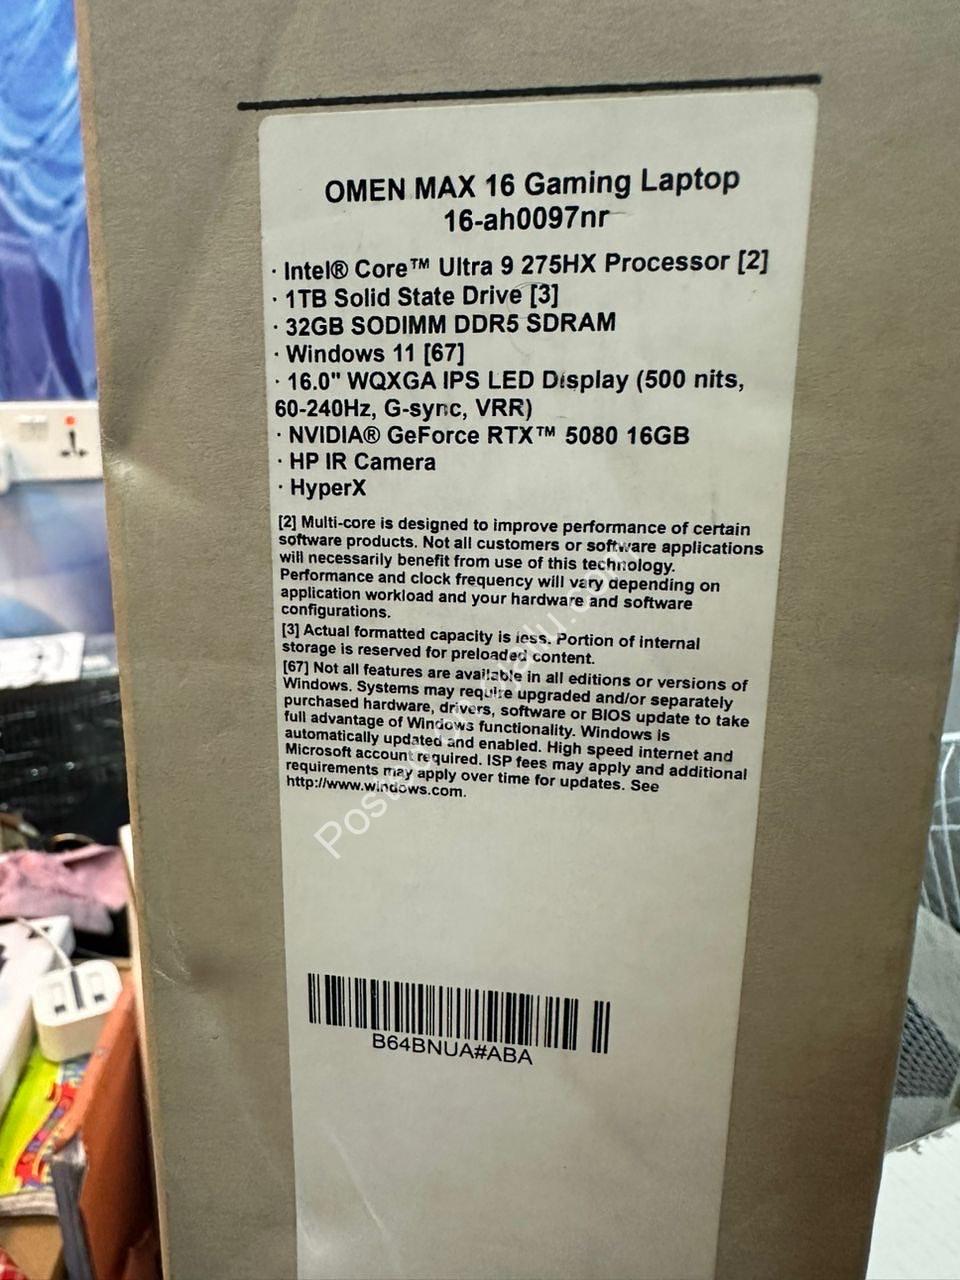 OMEN MAX 16 Gaming Laptop
16-ah0097nr
· Intel® Core™ Ultra 9 275HX Processor [2]
· 1TB Solid State Drive [3]
· 32GB SODIMM DDR5 SDRAM
· Windows 11 [67]
· 16.0" WQXGA IPS LED Display (500 nits,
60-240Hz, G-sync, VRR)
· NVIDIA® GeForce RTX™ 5080 16GB
· HP IR Camera
· HyperX
[2] Multi-core is designed to improve performance of certain
software products. Not all customers or software applications
will necessarily benefit from use of this technology.
Performance and clock frequency will vary depending on
application workload and your hardware and software
configurations.
[3] Actual formatted capacity is less. Portion of internal
storage is reserved for preloaded content.
[67] Not all features are available in all editions or versions of
Windows. Systems may require upgraded and/or separately
purchased hardware, drivers, software or BIOS update to take
full advantage of Windows functionality. Windows is
automatically updated and enabled. High speed internet and
Microsoft account required. ISP fees may apply and additional
requirements may apply over time for updates. See
http://www.windows.com.
B64BNUA#ABA